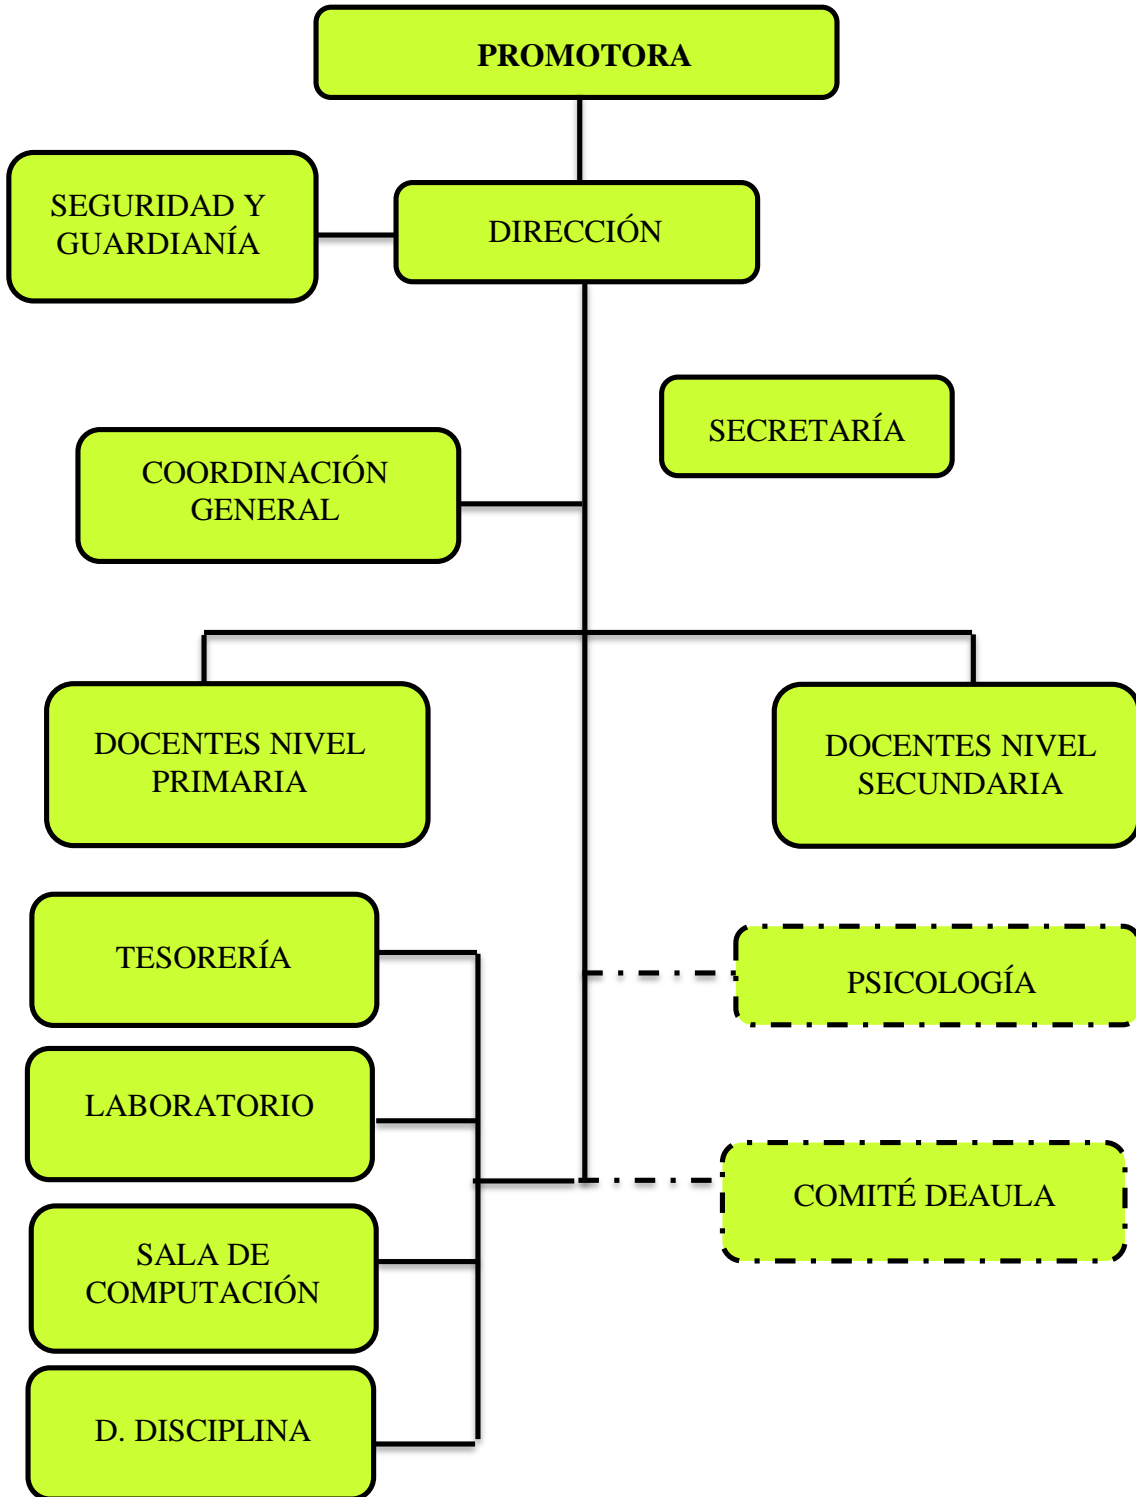 PROMOTORA
SEGURIDAD Y
GUARDIANÍA
DIRECCIÓN
SECRETARÍA
COORDINACIÓN
GENERAL
DOCENTES NIVEL
PRIMARIA
DOCENTES NIVEL
SECUNDARIA
TESORERÍA
PSICOLOGÍA
LABORATORIO
COMITÉ DEAULA
SALA DE
COMPUTACIÓN
D. DISCIPLINA